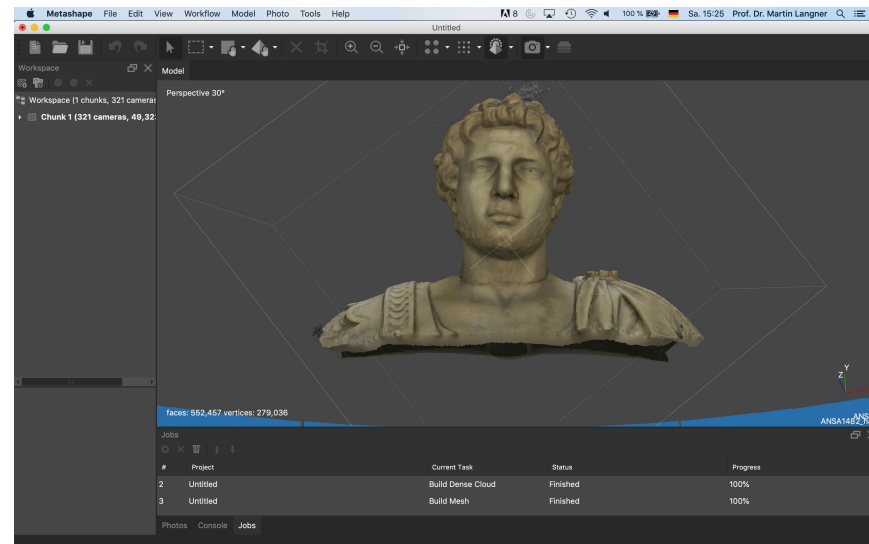 Metashape File Edit View Workflow Model Photo Tools Help 8 100 % Sa. 15:25 Prof. Dr. Martin Langner
Untitled
Workspace
Model
Workspace (1 chunks, 321 cameras
Perspective 30°
Chunk 1 (321 cameras, 49,32
Y
Z
faces: 552,457 vertices: 279,036
Jobs
# Project Current Task Status Progress
2 Untitled Build Dense Cloud Finished 100%
3 Untitled Build Mesh Finished 100%
Photos Console Jobs